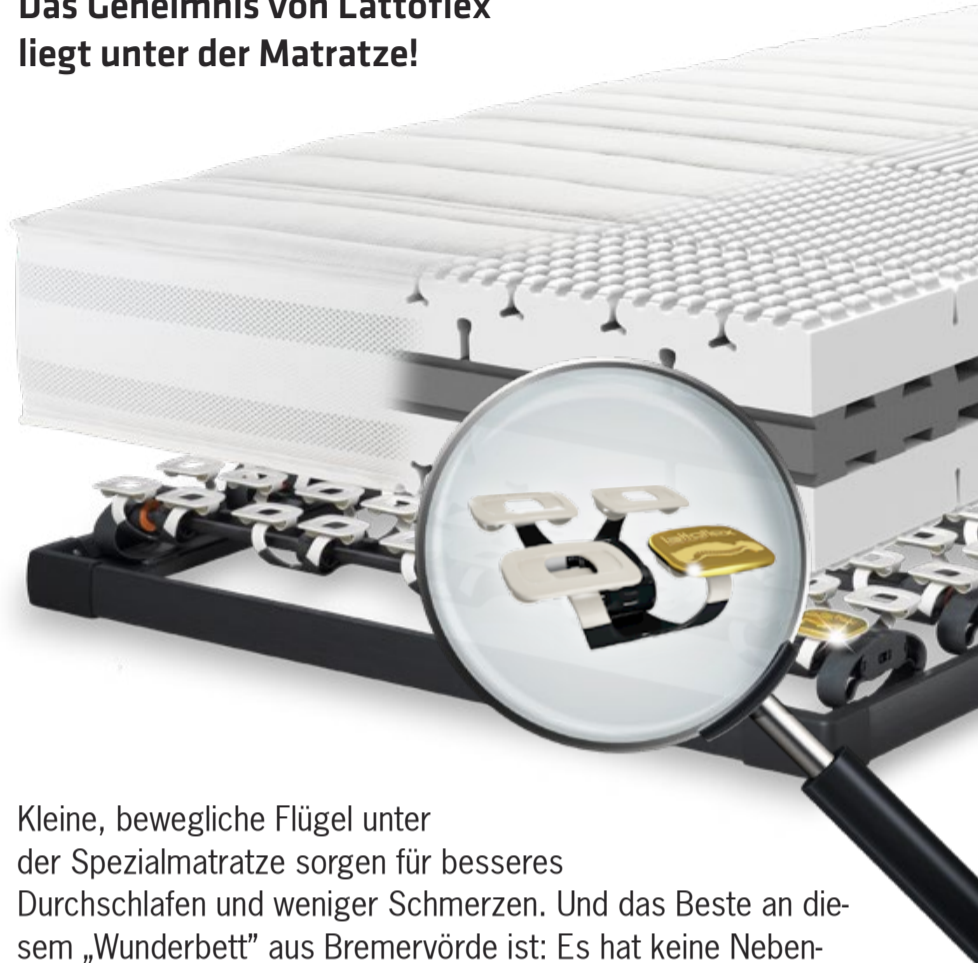 Das Geheimnis von Lattoflex
liegt unter der Matratze!
lattoflex
Kleine, bewegliche Flügel unter
der Spezialmatratze sorgen für besseres
Durchschlafen und weniger Schmerzen. Und das Beste an die-
sem „Wunderbett” aus Bremervörde ist: Es hat keine Neben-